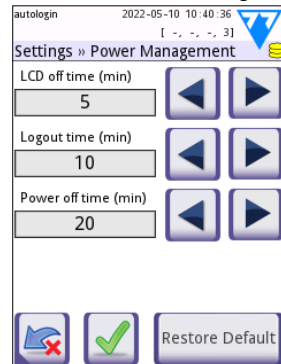 autologin 2022-05-10 10:40:36
[ -, -, -, 3]
Settings » Power Management
LCD off time (min)
5
Logout time (min)
10
Power off time (min)
20
Restore Default